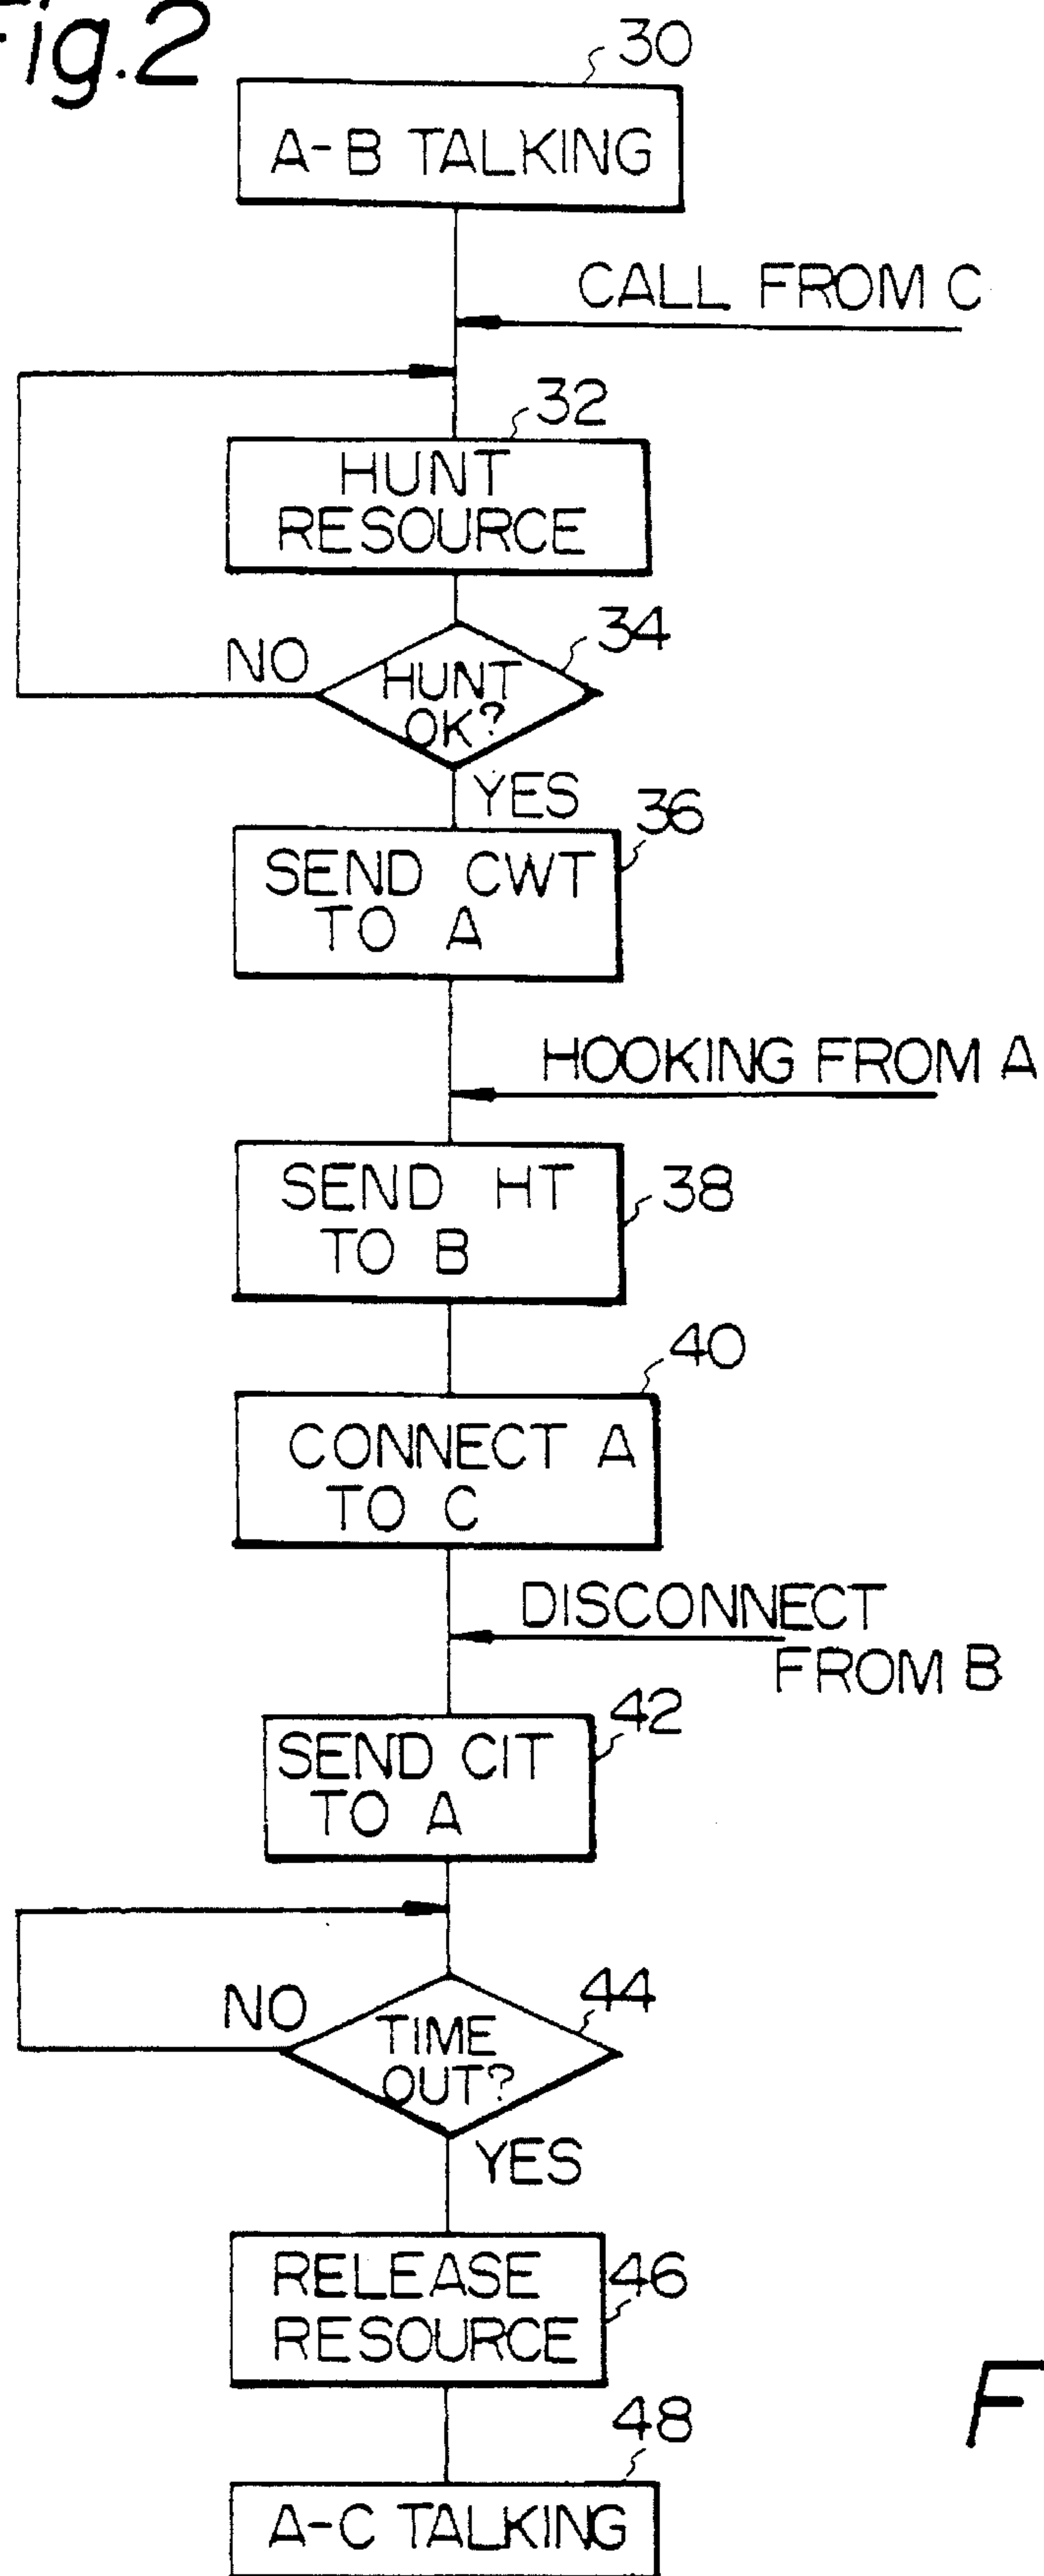 Fig.2
30
A-B TALKING
CALL FROM C
32
HUNT
RESOURCE
34
NO
HUNT
OK?
YES
36
SEND CWT
TO A
HOOKING FROM A
SEND HT
TO B
38
40
CONNECT A
TO C
DISCONNECT
FROM B
42
SEND CIT
TO A
44
NO
TIME
OUT?
YES
RELEASE
RESOURCE
46
F
48
A-C TALKING